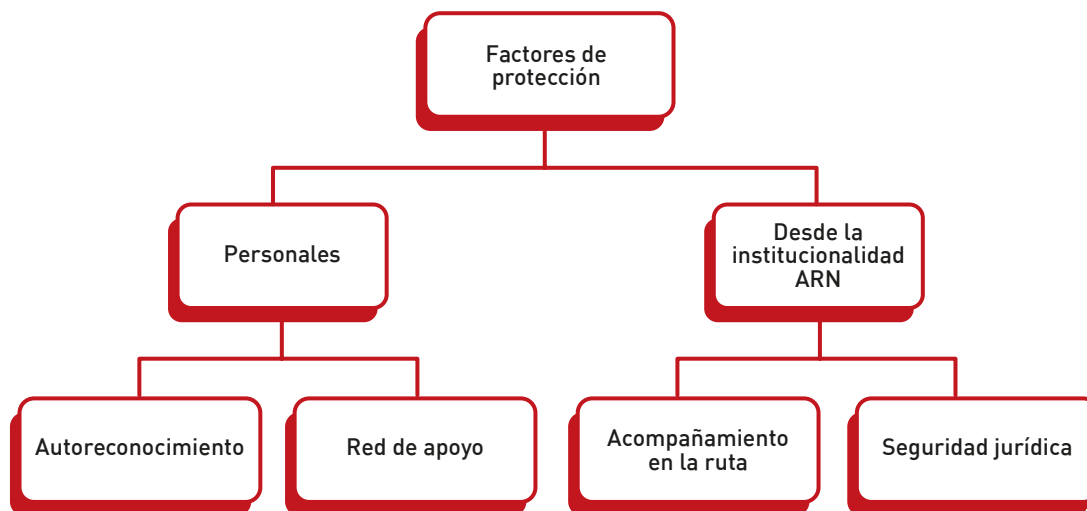 Factores de
protección
Personales
Desde la
institucionalidad
ARN
Autoreconocimiento
Red de apoyo
Acompañamiento
en la ruta
Seguridad jurídica